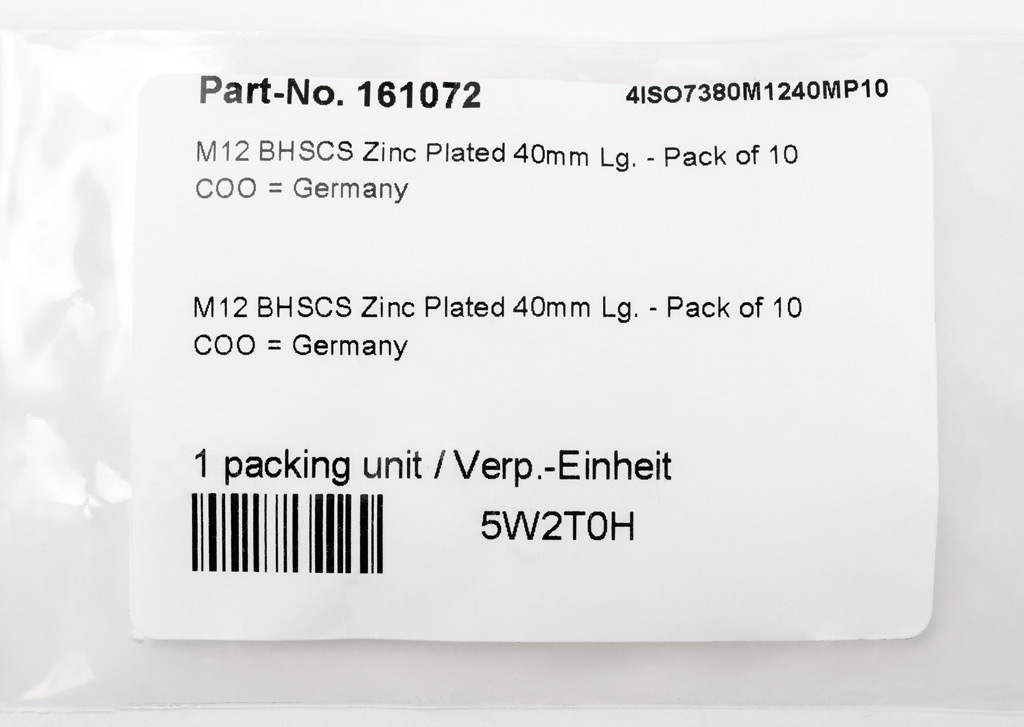 Part-No. 161072 4ISO7380M1240MP10
M12 BHSCS Zinc Plated 40mm Lg. - Pack of 10
COO = Germany
M12 BHSCS Zinc Plated 40mm Lg. - Pack of 10
COO = Germany
1 packing unit / Verp.-Einheit
5W2T0H